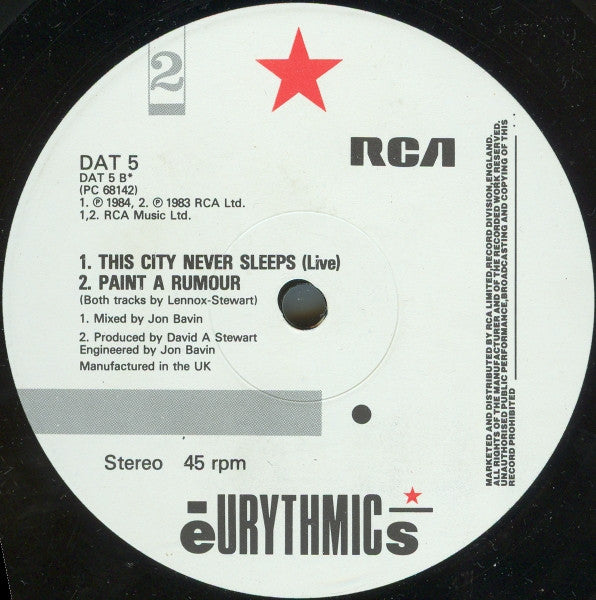 2
RCA
DAT 5
DAT 5 B*
(PC 68142)
1. ℗ 1984, 2. ℗ 1983 RCA Ltd.
1,2. RCA Music Ltd.
1. THIS CITY NEVER SLEEPS (Live)
2. PAINT A RUMOUR
(Both tracks by Lennox-Stewart)
1. Mixed by Jon Bavin
2. Produced by David A Stewart
Engineered by Jon Bavin
Manufactured in the UK
Stereo 45 rpm
eURYTHMICs
MARKETED AND DISTRIBUTED BY RCA LIMITED,RECORD DIVISION,ENGLAND.
ALL RIGHTS OF THE MANUFACTURER AND OF THE RECORDED WORK RESERVED.
UNAUTHORISED PUBLIC PERFORMANCE,BROADCASTING AND COPYING OF THIS
RECORD PROHIBITED